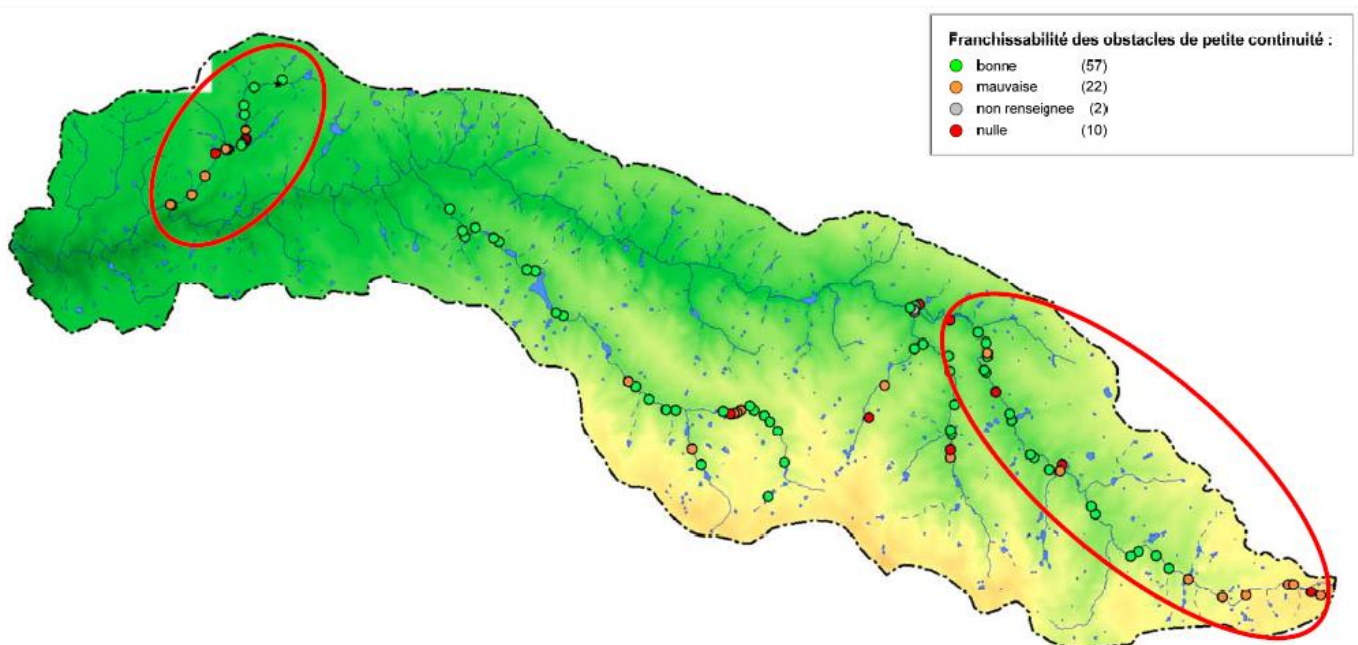 Franchissabilité des obstacles de petite continuité :
bonne (57)
mauvaise (22)
non renseignee (2)
nulle (10)